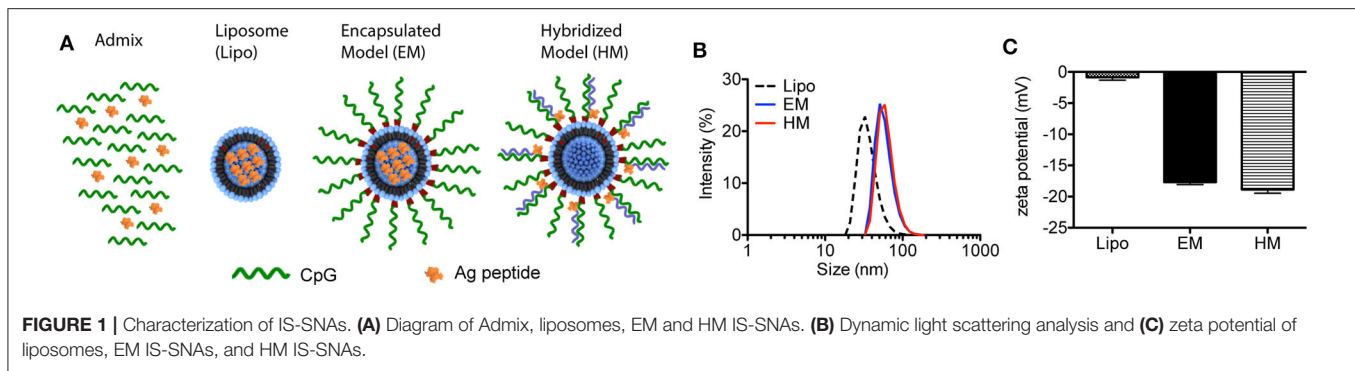 A
Admix
Liposome
(Lipo)
Encapsulated
Model (EM)
Hybridized
Model (HM)
CpG
Ag peptide
B
30
20
10
0
Intensity (%)
Lipo
EM
HM
1
10
100
1000
Size (nm)
C
0
-5
-10
-15
-20
-25
zeta potential (mV)
Lipo
EM
HM
FIGURE 1 | Characterization of IS-SNAs. (A) Diagram of Admix, liposomes, EM and HM IS-SNAs. (B) Dynamic light scattering analysis and (C) zeta potential of
liposomes, EM IS-SNAs, and HM IS-SNAs.